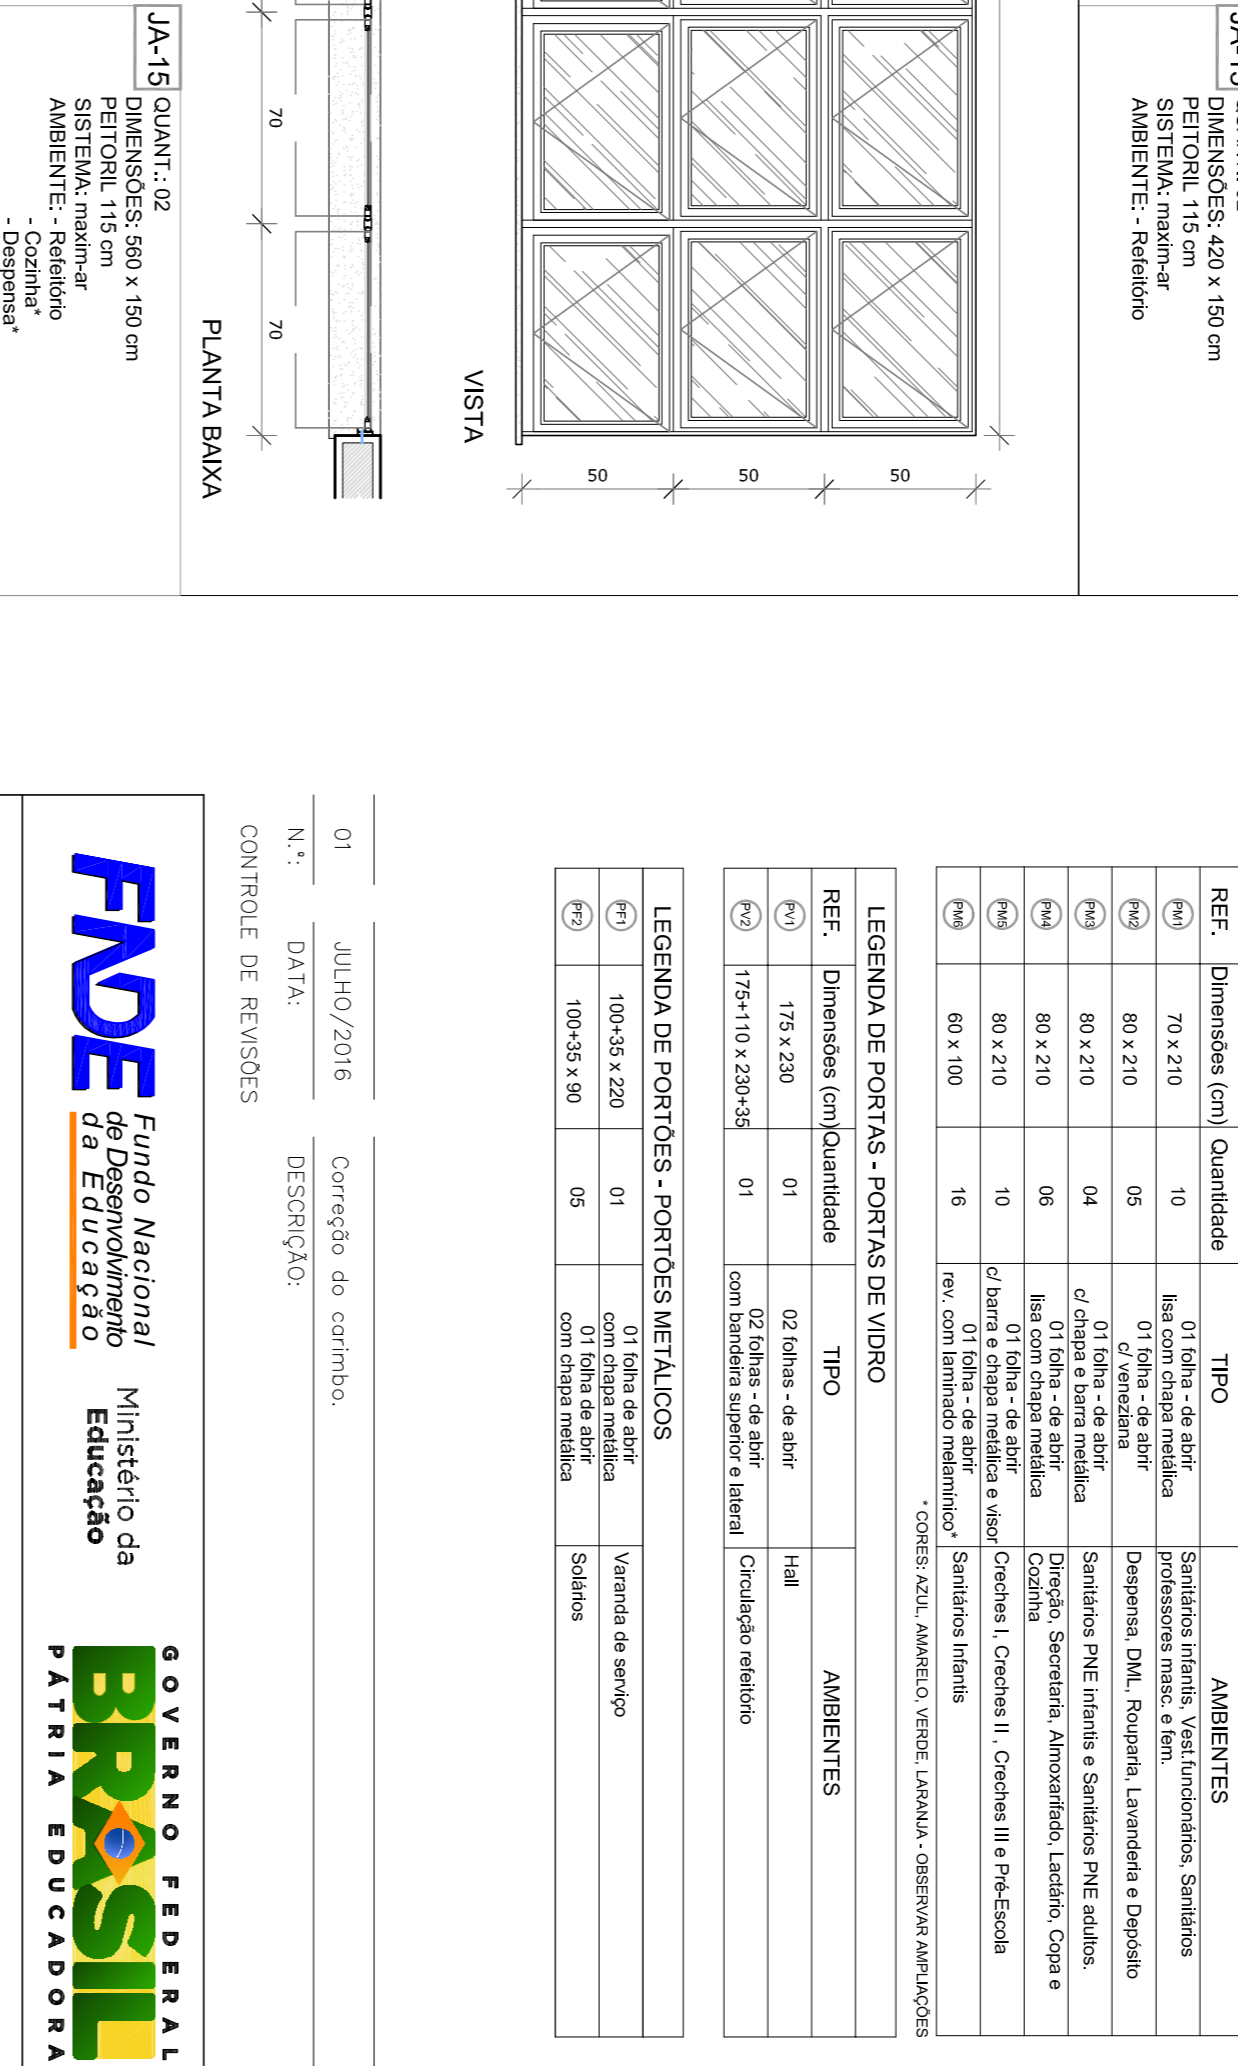 JA-15
DIMENSÕES: 420 x 150 cm
PEITORIL 115 cm
SISTEMA: maxim-ar
AMBIENTE: - Refeitório
50
50
50
VISTA
70
70
PLANTA BAIXA
JA-15
QUANT.: 02
DIMENSÕES: 560 x 150 cm
PEITORIL 115 cm
SISTEMA: maxim-ar
AMBIENTE: - Refeitório
- Cozinha*
- Despensa*
REF. Dimensões (cm) Quantidade TIPO AMBIENTES
PM1 70 x 210 10 01 folha - de abrir lisa com chapa metálica Sanitários infantis, Vest.funcionários, Sanitários professores masc. e fem.
PM2 80 x 210 05 01 folha - de abrir c/ veneziana Despensa, DML, Rouparia, Lavanderia e Depósito
PM3 80 x 210 04 01 folha - de abrir c/ chapa e barra metálica Sanitários PNE infantis e Sanitários PNE adultos.
PM4 80 x 210 06 01 folha - de abrir lisa com chapa metálica Direção, Secretaria, Almoxarifado, Lactário, Copa e Cozinha
PM5 80 x 210 10 01 folha - de abrir c/ barra e chapa metálica e visor Creches I, Creches II , Creches III e Pré-Escola
PM6 60 x 100 16 01 folha - de abrir rev. com laminado melamínico* Sanitários Infantis
* CORES: AZUL, AMARELO, VERDE, LARANJA - OBSERVAR AMPLIAÇÕES
LEGENDA DE PORTAS - PORTAS DE VIDRO
REF. Dimensões (cm) Quantidade TIPO AMBIENTES
PV1 175 x 230 01 02 folhas - de abrir Hall
PV2 175+110 x 230+35 01 02 folhas - de abrir com bandeira superior e lateral Circulação refeitório
LEGENDA DE PORTÕES - PORTÕES METÁLICOS
PF1 100+35 x 220 01 01 folha de abrir com chapa metálica Varanda de serviço
PF2 100+35 x 90 05 01 folha de abrir com chapa metálica Solários
01 JULHO/2016 Correção do carimbo.
N.°: DATA: DESCRIÇÃO:
CONTROLE DE REVISÕES
FNDE
Fundo Nacional
de Desenvolvimento
da Educação
Ministério da
Educação
GOVERNO FEDERAL
BRASIL
PÁTRIA EDUCADORA